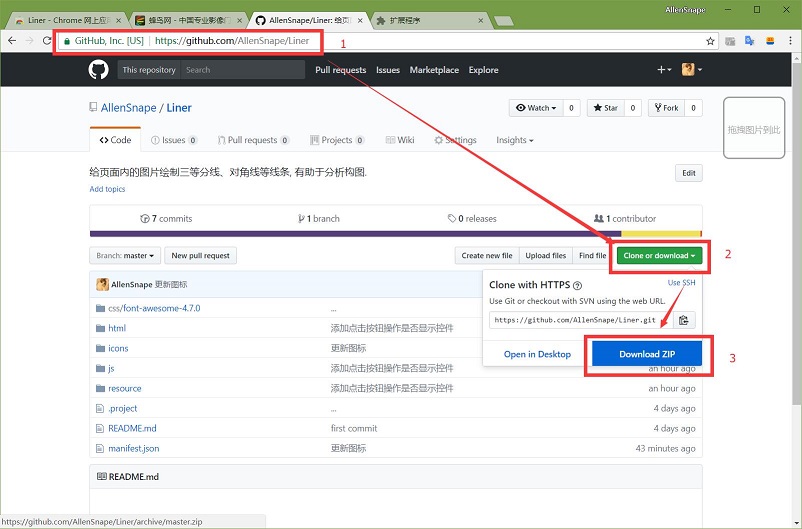 AllenSnape
Liner - Chrome 网上应
蜂鸟网 - 中国专业影像门
AllenSnape/Liner: 给页
扩展程序
GitHub, Inc. [US] | https://github.com/AllenSnape/Liner
1
This repository Search Pull requests Issues Marketplace Explore
AllenSnape / Liner
Watch 0 Star 0 Fork 0
拖拽图片到此
Code Issues 0 Pull requests 0 Projects 0 Wiki Settings Insights
给页面内的图片绘制三等分线、对角线等线条, 有助于分析构图.
Edit
Add topics
7 commits 1 branch 0 releases 1 contributor
Branch: master New pull request Create new file Upload files Find file Clone or download
2
AllenSnape 更新图标
Clone with HTTPS ? Use SSH
Use Git or checkout with SVN using the web URL.
https://github.com/AllenSnape/Liner.git
Open in Desktop Download ZIP
3
css/font-awesome-4.7.0 ...
html 添加点击按钮操作是否显示控件
icons 更新图标
js 添加点击按钮操作是否显示控件 an hour ago
resource 添加点击按钮操作是否显示控件 an hour ago
.project ... 4 days ago
README.md first commit 4 days ago
manifest.json 更新图标 43 minutes ago
README.md
https://github.com/AllenSnape/Liner/archive/master.zip